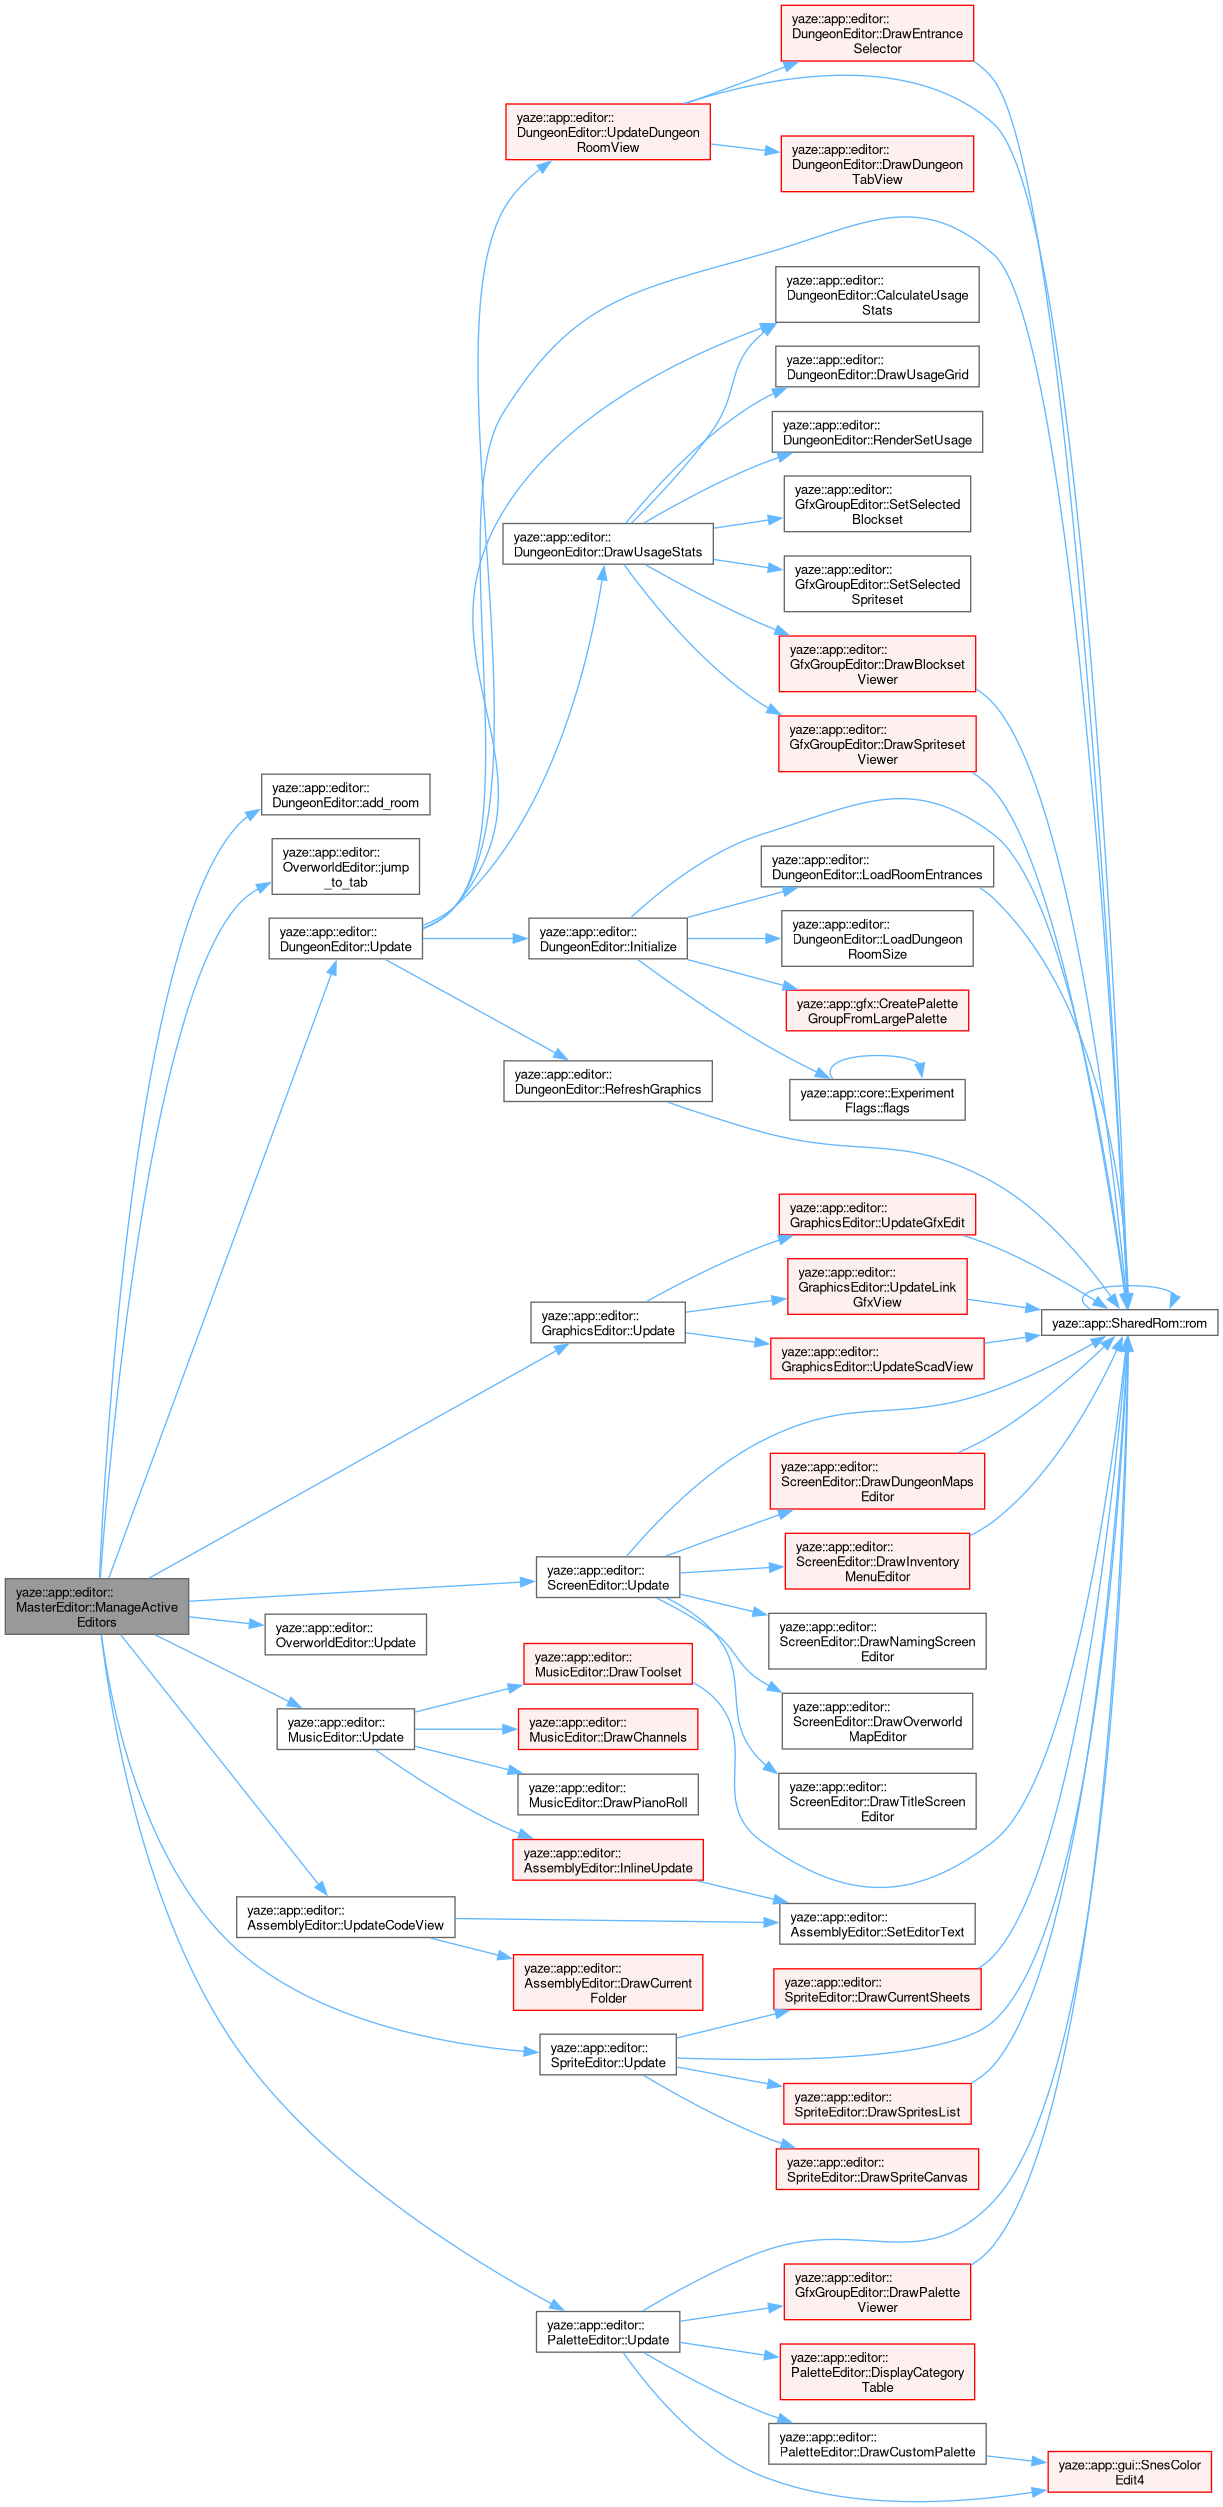 yaze::app::editor::
DungeonEditor::DrawEntrance
Selector
yaze::app::editor::
DungeonEditor::UpdateDungeon
RoomView
yaze::app::editor::
DungeonEditor::DrawDungeon
TabView
yaze::app::editor::
DungeonEditor::CalculateUsage
Stats
yaze::app::editor::
DungeonEditor::DrawUsageGrid
yaze::app::editor::
DungeonEditor::RenderSetUsage
yaze::app::editor::
GfxGroupEditor::SetSelected
Blockset
yaze::app::editor::
DungeonEditor::DrawUsageStats
yaze::app::editor::
GfxGroupEditor::SetSelected
Spriteset
yaze::app::editor::
GfxGroupEditor::DrawBlockset
Viewer
yaze::app::editor::
GfxGroupEditor::DrawSpriteset
Viewer
yaze::app::editor::
DungeonEditor::add_room
yaze::app::editor::
OverworldEditor::jump
_to_tab
yaze::app::editor::
DungeonEditor::LoadRoomEntrances
yaze::app::editor::
DungeonEditor::Update
yaze::app::editor::
DungeonEditor::Initialize
yaze::app::editor::
DungeonEditor::LoadDungeon
RoomSize
yaze::app::gfx::CreatePalette
GroupFromLargePalette
yaze::app::editor::
DungeonEditor::RefreshGraphics
yaze::app::core::Experiment
Flags::flags
yaze::app::editor::
GraphicsEditor::UpdateGfxEdit
yaze::app::editor::
GraphicsEditor::UpdateLink
GfxView
yaze::app::editor::
GraphicsEditor::Update
yaze::app::SharedRom::rom
yaze::app::editor::
GraphicsEditor::UpdateScadView
yaze::app::editor::
ScreenEditor::DrawDungeonMaps
Editor
yaze::app::editor::
ScreenEditor::DrawInventory
MenuEditor
yaze::app::editor::
ScreenEditor::Update
yaze::app::editor::
MasterEditor::ManageActive
Editors
yaze::app::editor::
OverworldEditor::Update
yaze::app::editor::
ScreenEditor::DrawNamingScreen
Editor
yaze::app::editor::
MusicEditor::DrawToolset
yaze::app::editor::
ScreenEditor::DrawOverworld
MapEditor
yaze::app::editor::
MusicEditor::Update
yaze::app::editor::
MusicEditor::DrawChannels
yaze::app::editor::
MusicEditor::DrawPianoRoll
yaze::app::editor::
ScreenEditor::DrawTitleScreen
Editor
yaze::app::editor::
AssemblyEditor::InlineUpdate
yaze::app::editor::
AssemblyEditor::UpdateCodeView
yaze::app::editor::
AssemblyEditor::SetEditorText
yaze::app::editor::
AssemblyEditor::DrawCurrent
Folder
yaze::app::editor::
SpriteEditor::DrawCurrentSheets
yaze::app::editor::
SpriteEditor::Update
yaze::app::editor::
SpriteEditor::DrawSpritesList
yaze::app::editor::
SpriteEditor::DrawSpriteCanvas
yaze::app::editor::
GfxGroupEditor::DrawPalette
Viewer
yaze::app::editor::
PaletteEditor::Update
yaze::app::editor::
PaletteEditor::DisplayCategory
Table
yaze::app::editor::
PaletteEditor::DrawCustomPalette
yaze::app::gui::SnesColor
Edit4